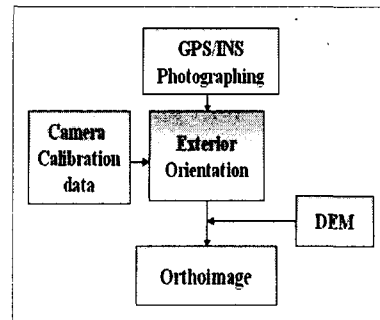 GPS/INS
Photographing
Camera
Calibration
data
Exterior
Orientation
DEM
Orthoimage